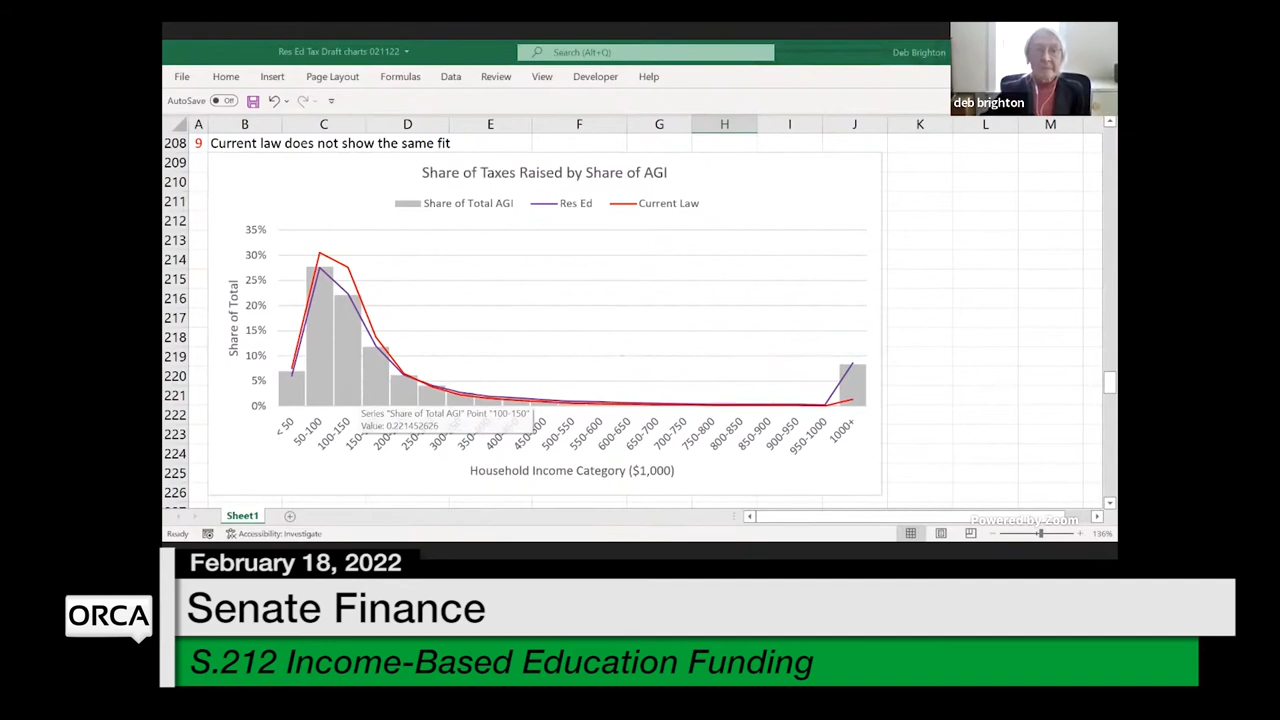 Res Ed Tax Draft charts 021122
Search (Alt+Q)
Deb Brighton
File Home Insert Page Layout Formulas Data Review View Developer Help
AutoSave Off
deb brighton
A B C D E F G H I J K L M
208 9 Current law does not show the same fit
209
210
211
212
213
214
215
216
217
218
219
220
221
222
223
224
225
226
Share of Taxes Raised by Share of AGI
Share of Total AGI Res Ed Current Law
35%
30%
25%
20%
15%
10%
5%
0%
Share of Total
Series "Share of Total AGI" Point "100-150"
Value: 0.221452626
< 50 50-100 100-150 500-550 550-600 600-650 650-700 700-750 750-800 800-850 850-900 900-950 950-1000 1000+
Household Income Category ($1,000)
Sheet1
Powered by Zoom
Ready Accessibility: Investigate 136%
February 18, 2022
ORCA
Senate Finance
S.212 Income-Based Education Funding